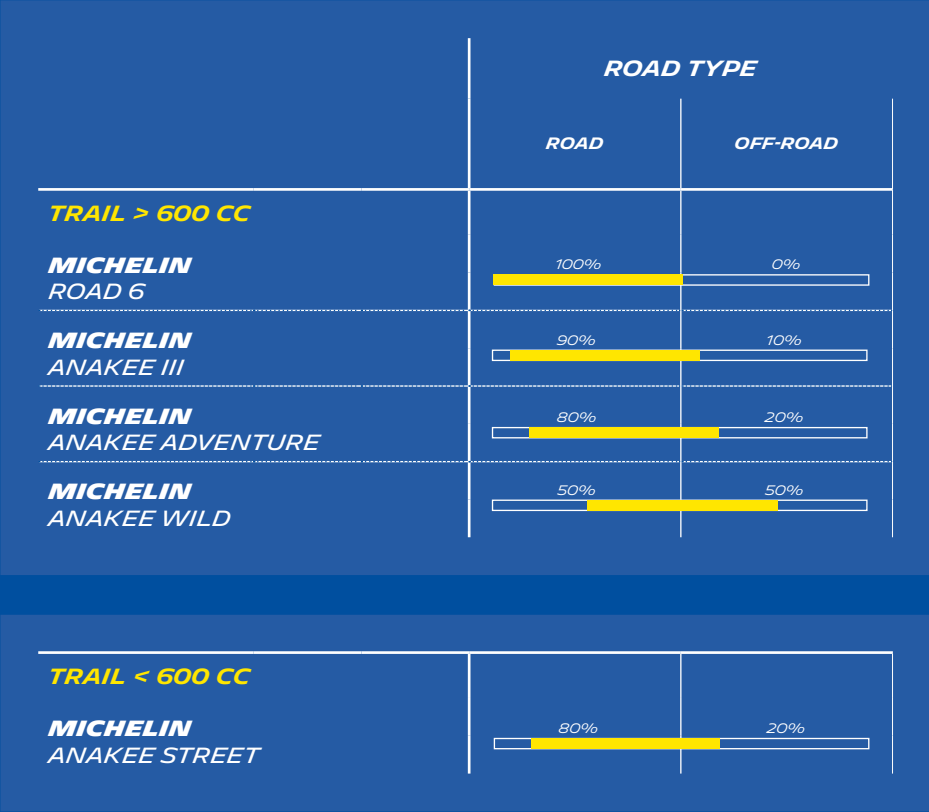 ROAD TYPE
ROAD OFF-ROAD
TRAIL > 600 CC
MICHELIN
ROAD 6
100% 0%
MICHELIN
ANAKEE III
90% 10%
MICHELIN
ANAKEE ADVENTURE
80% 20%
MICHELIN
ANAKEE WILD
50% 50%
TRAIL < 600 CC
MICHELIN
ANAKEE STREET
80% 20%